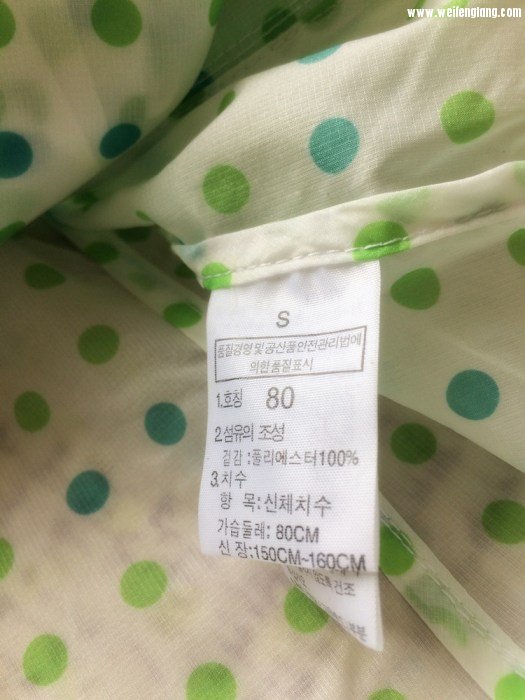 www.weifengtang.com
S
품질경영 및 공산품안전관리법에
의한 품질표시
1.호칭 80
2.섬유의 조성
겉감 :폴리에스터100%
3.치수
항 목:신체치수
가슴둘레: 80CM
신 장:150CM~160CM
건조